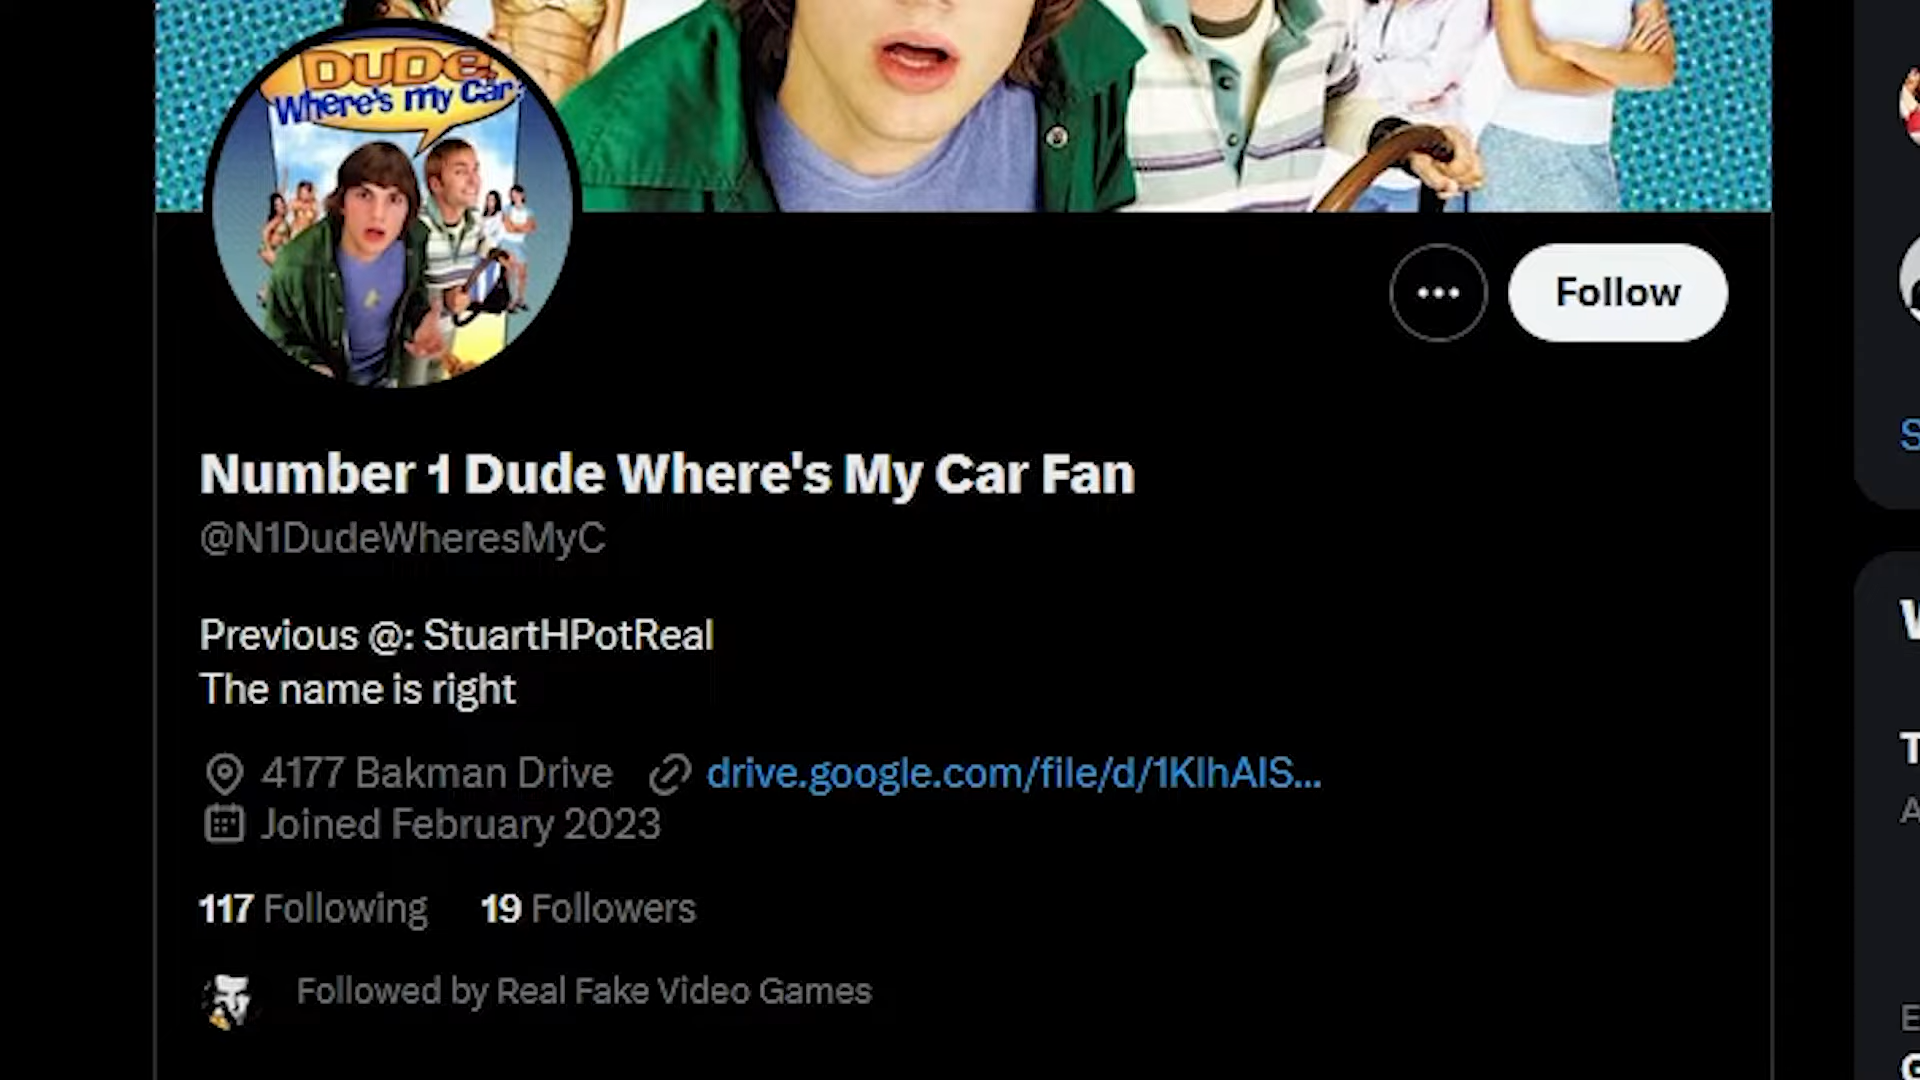 DUDE,
Where's my Car?
Follow
Number 1 Dude Where's My Car Fan
@N1DudeWheresMyC
Previous @: StuartHPotReal
The name is right
4177 Bakman Drive drive.google.com/file/d/1KlhAIS...
Joined February 2023
117 Following 19 Followers
Followed by Real Fake Video Games